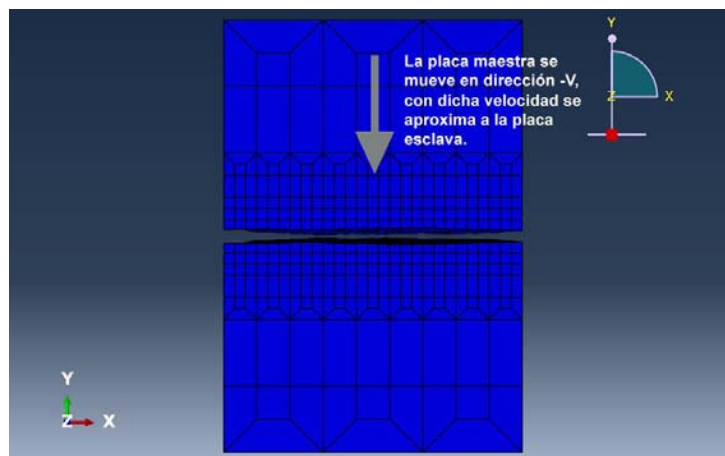 La placa maestra se
mueve en dirección -V,
con dicha velocidad se
aproxima a la placa
esclava.
Y
Z
X
Y
Z
X